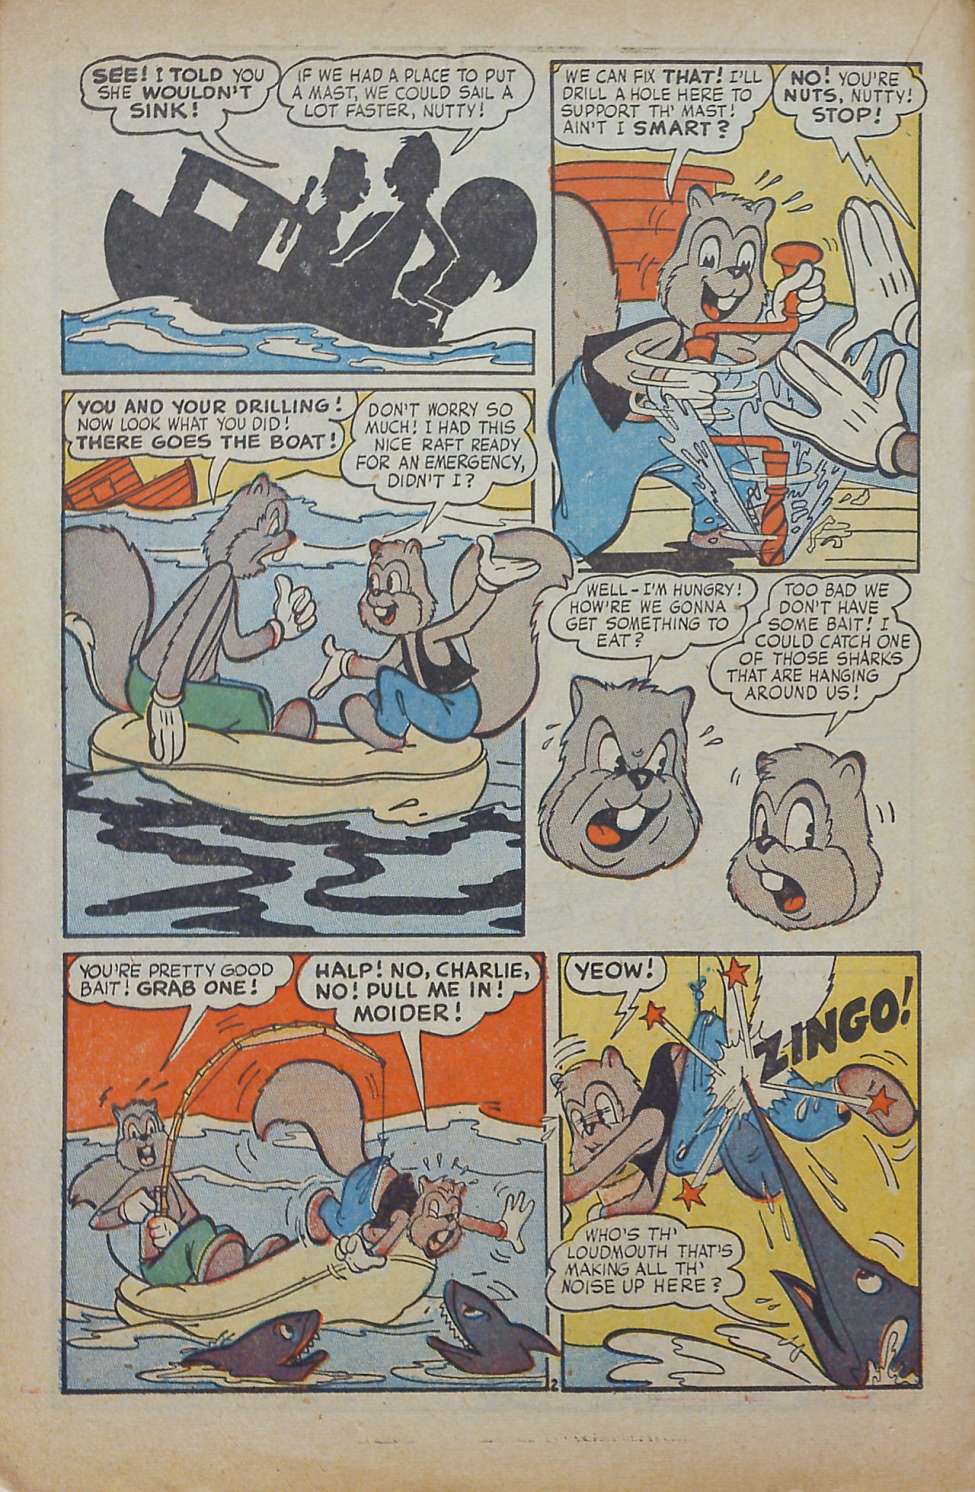 SEE! I TOLD YOU
SHE WOULDN'T
SINK!
IF WE HAD A PLACE TO PUT
A MAST, WE COULD SAIL A
LOT FASTER, NUTTY!
WE CAN FIX THAT! I'LL
DRILL A HOLE HERE TO
SUPPORT TH' MAST!
AIN'T I SMART?
NO! YOU'RE
NUTS, NUTTY!
STOP!
YOU AND YOUR DRILLING!
NOW LOOK WHAT YOU DID!
THERE GOES THE BOAT!
DON'T WORRY SO
MUCH! I HAD THIS
NICE RAFT READY
FOR AN EMERGENCY,
DIDN'T I?
WELL - I'M HUNGRY!
HOW'RE WE GONNA
GET SOMETHING TO
EAT?
TOO BAD WE
DON'T HAVE
SOME BAIT! I
COULD CATCH ONE
OF THOSE SHARKS
THAT ARE HANGING
AROUND US!
YOU'RE PRETTY GOOD
BAIT! GRAB ONE!
HALP! NO, CHARLIE,
NO! PULL ME IN!
MOIDER!
YEOW!
ZINGO!
WHO'S TH'
LOUDMOUTH THAT'S
MAKING ALL TH'
NOISE UP HERE?
2